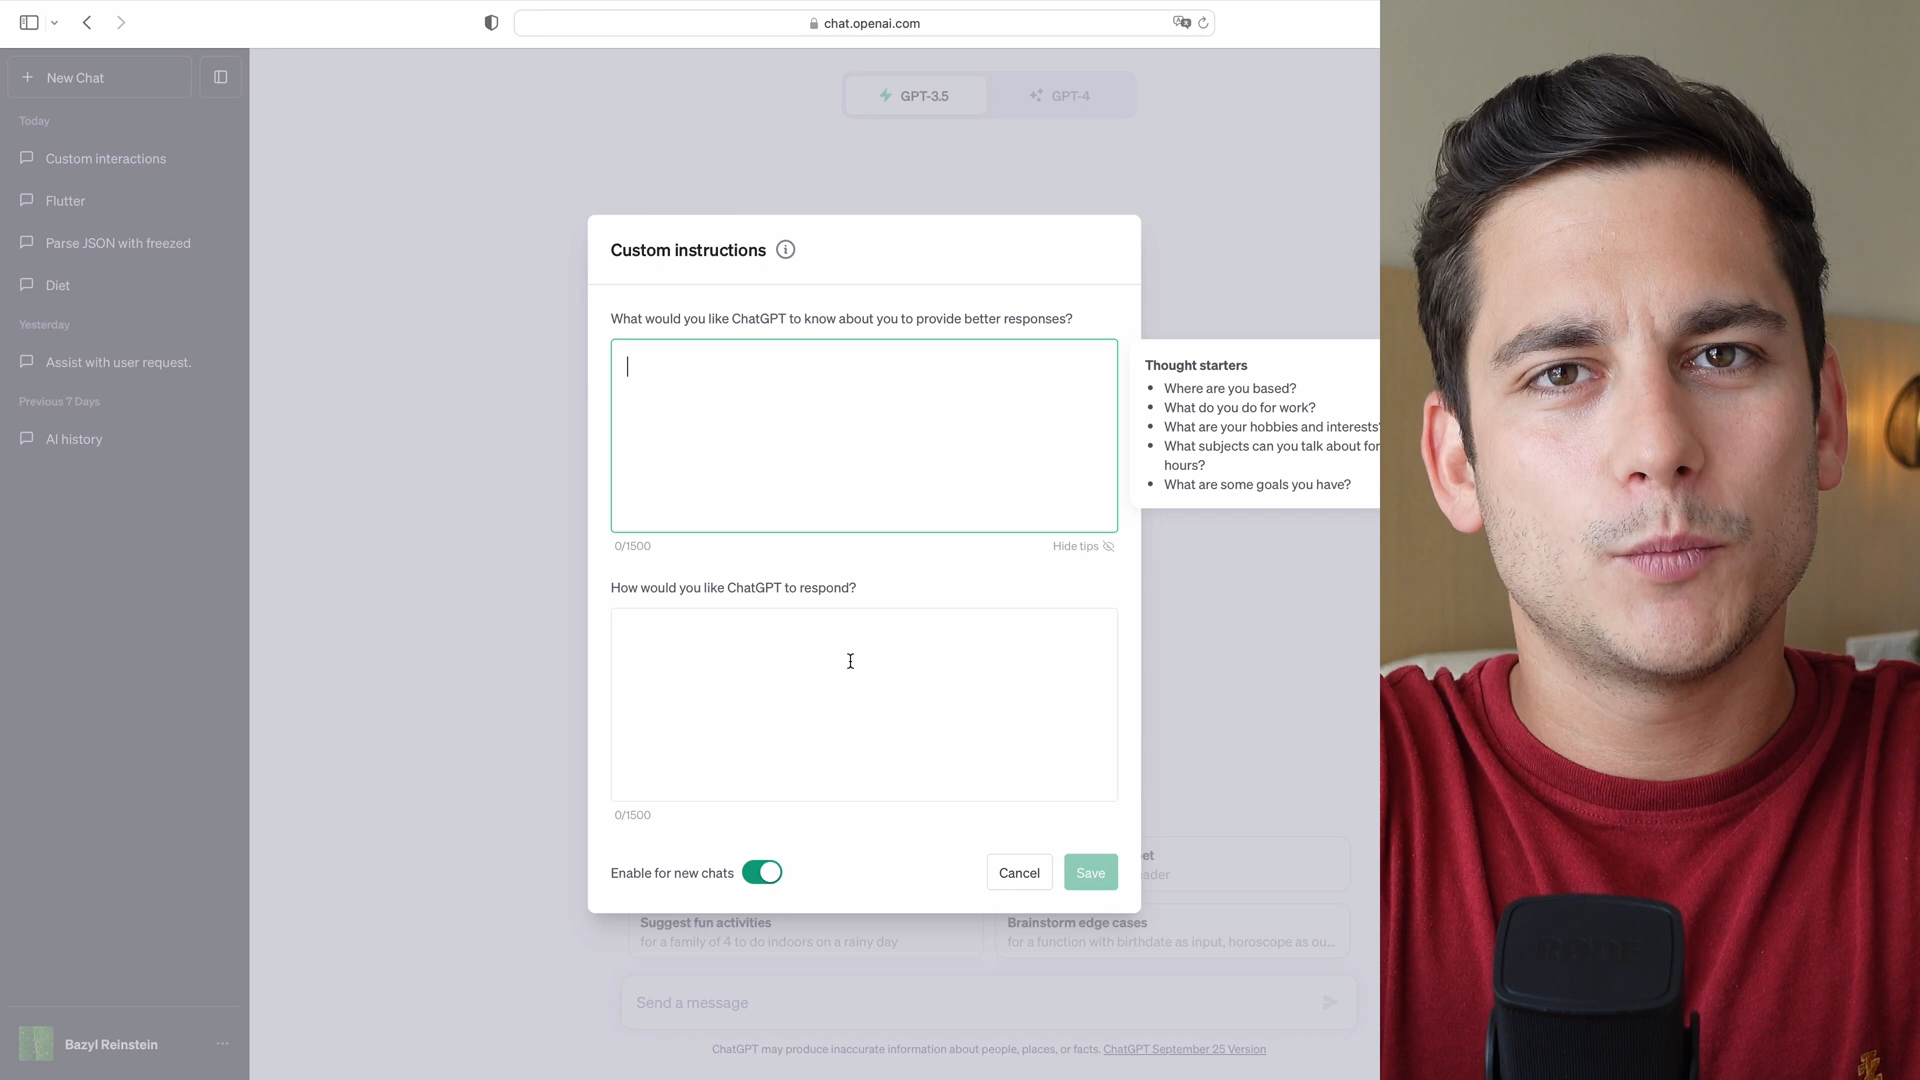 chat.openai.com
New Chat
GPT-3.5
GPT-4
Today
Custom interactions
Flutter
Parse JSON with freezed
Diet
Yesterday
Assist with user request.
Previous 7 Days
AI history
Custom instructions
What would you like ChatGPT to know about you to provide better responses?
0/1500
Hide tips
Thought starters
• Where are you based?
• What do you do for work?
• What are your hobbies and interests?
• What subjects can you talk about for
hours?
• What are some goals you have?
How would you like ChatGPT to respond?
0/1500
Enable for new chats
Cancel
Save
et
ader
Suggest fun activities
for a family of 4 to do indoors on a rainy day
Brainstorm edge cases
for a function with birthdate as input, horoscope as ou...
Send a message
ChatGPT may produce inaccurate information about people, places, or facts. ChatGPT September 25 Version
Bazyl Reinstein
RØDE